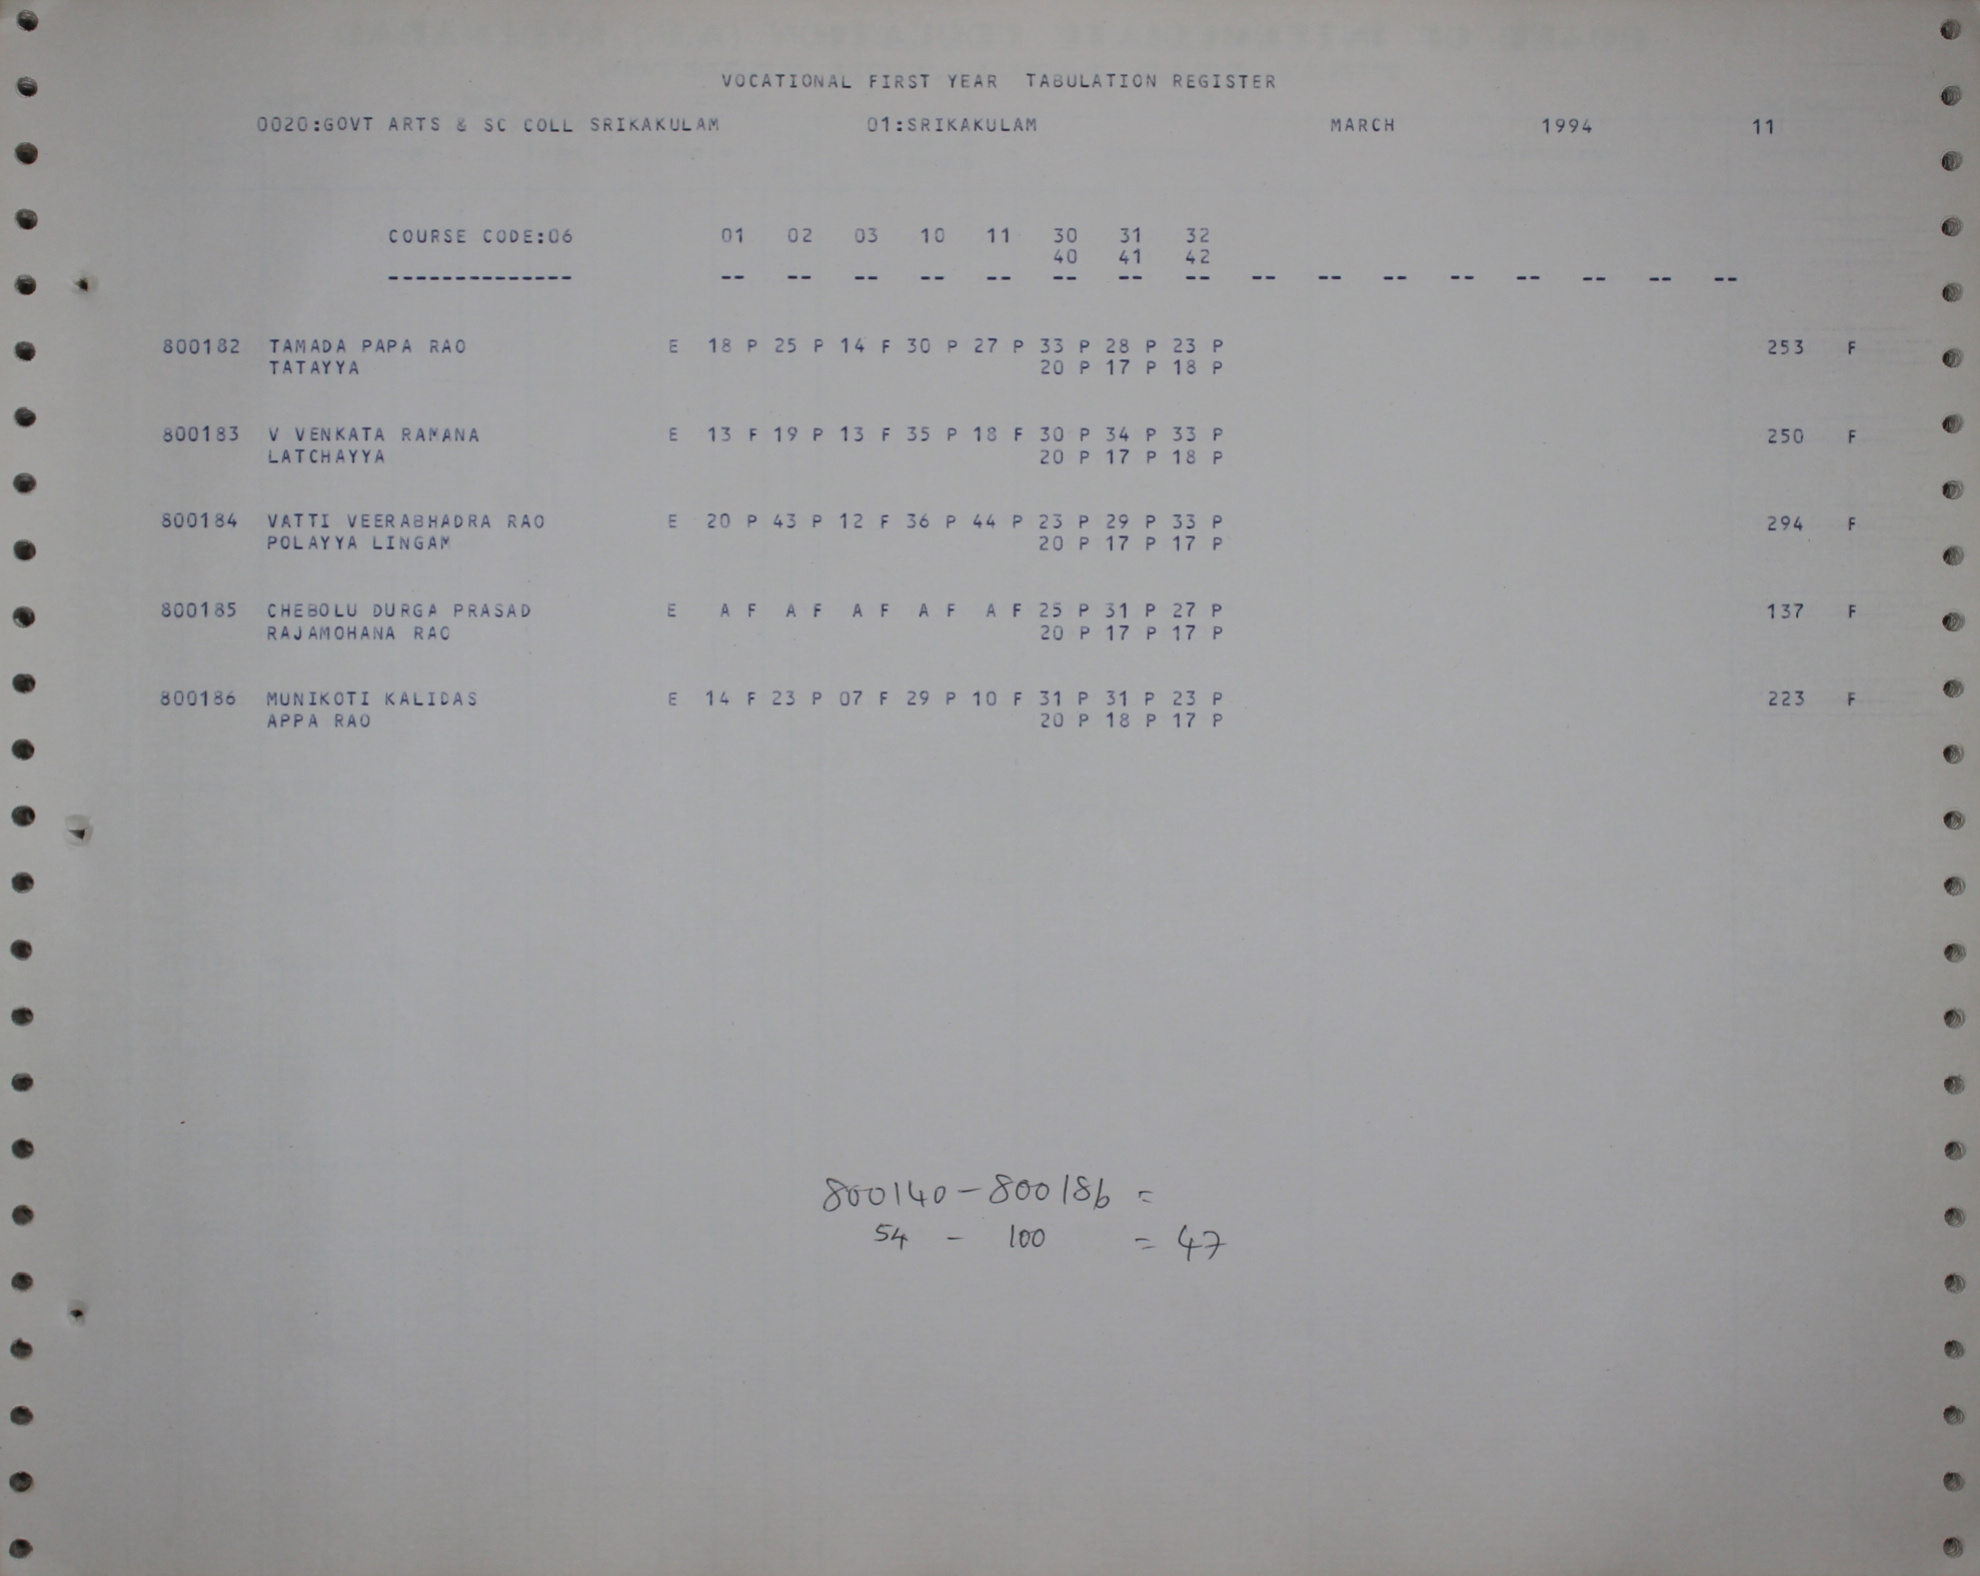 VOCATIONAL FIRST YEAR TABULATION REGISTER
0020:GOVT ARTS & SC COLL SRIKAKULAM 01:SRIKAKULAM MARCH 1994 11
COURSE CODE:06 01 02 03 10 11 30 31 32
40 41 42
-------------- -- -- -- -- -- -- -- -- -- -- -- -- -- -- -- --
800182 TAMADA PAPA RAO E 18 P 25 P 14 F 30 P 27 P 33 P 28 P 23 P 253 F
TATAYYA 20 P 17 P 18 P
800183 V VENKATA RAMANA E 13 F 19 P 13 F 35 P 18 F 30 P 34 P 33 P 250 F
LATCHAYYA 20 P 17 P 18 P
800184 VATTI VEERABHADRA RAO E 20 P 43 P 12 F 36 P 44 P 23 P 29 P 33 P 294 F
POLAYYA LINGAM 20 P 17 P 17 P
800185 CHEBOLU DURGA PRASAD E A F A F A F A F A F 25 P 31 P 27 P 137 F
RAJAMOHANA RAO 20 P 17 P 17 P
800186 MUNIKOTI KALIDAS E 14 F 23 P 07 F 29 P 10 F 31 P 31 P 23 P 223 F
APPA RAO 20 P 18 P 17 P
800140 - 800186 =
54 - 100 = 47